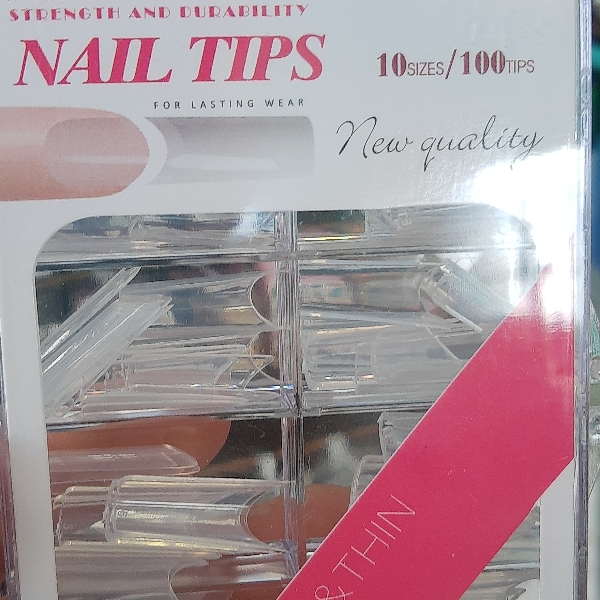 STRENGTH AND DURABILITY
NAIL TIPS
10SIZES/100TIPS
FOR LASTING WEAR
New quality
& THIN